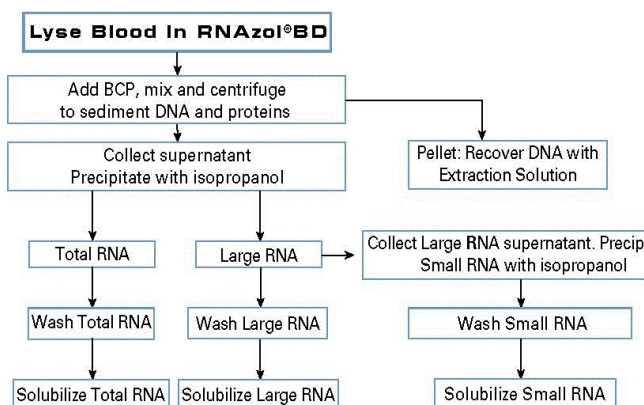 Lyse Blood In RNAzol®BD
Add BCP, mix and centrifuge
to sediment DNA and proteins
Collect supernatant
Precipitate with isopropanol
Pellet: Recover DNA with
Extraction Solution
Total RNA
Large RNA
Collect Large RNA supernatant. Precip
Small RNA with isopropanol
Wash Total RNA
Wash Large RNA
Wash Small RNA
Solubilize Total RNA
Solubilize Large RNA
Solubilize Small RNA